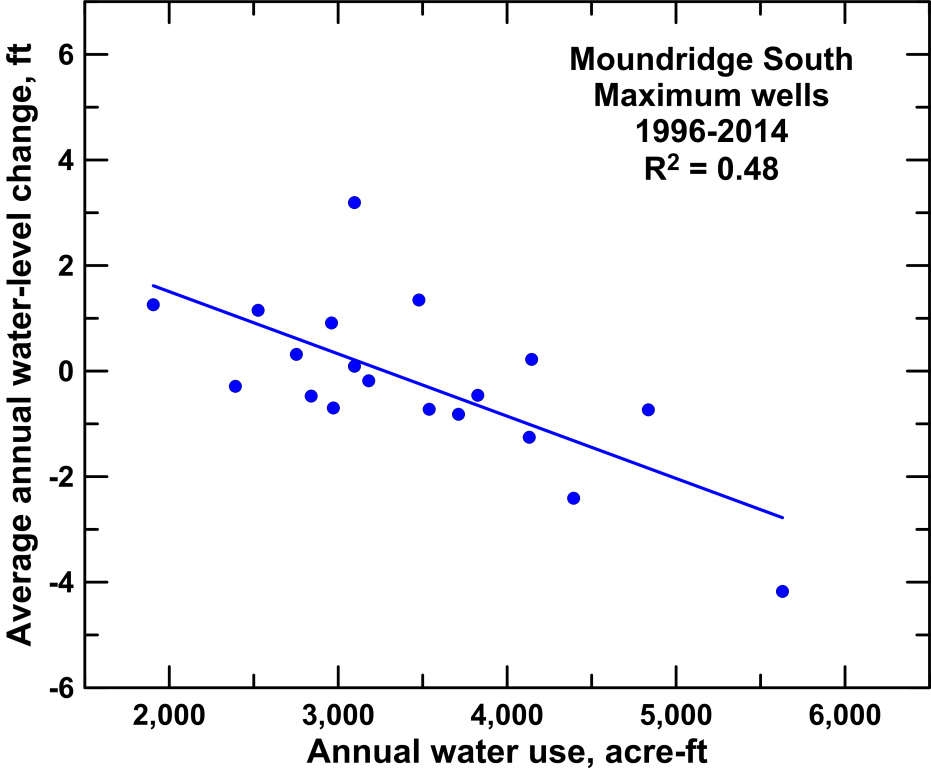 Moundridge South
Maximum wells
1996-2014
R² = 0.48
Average annual water-level change, ft
6
4
2
0
-2
-4
-6
2,000 3,000 4,000 5,000 6,000
Annual water use, acre-ft